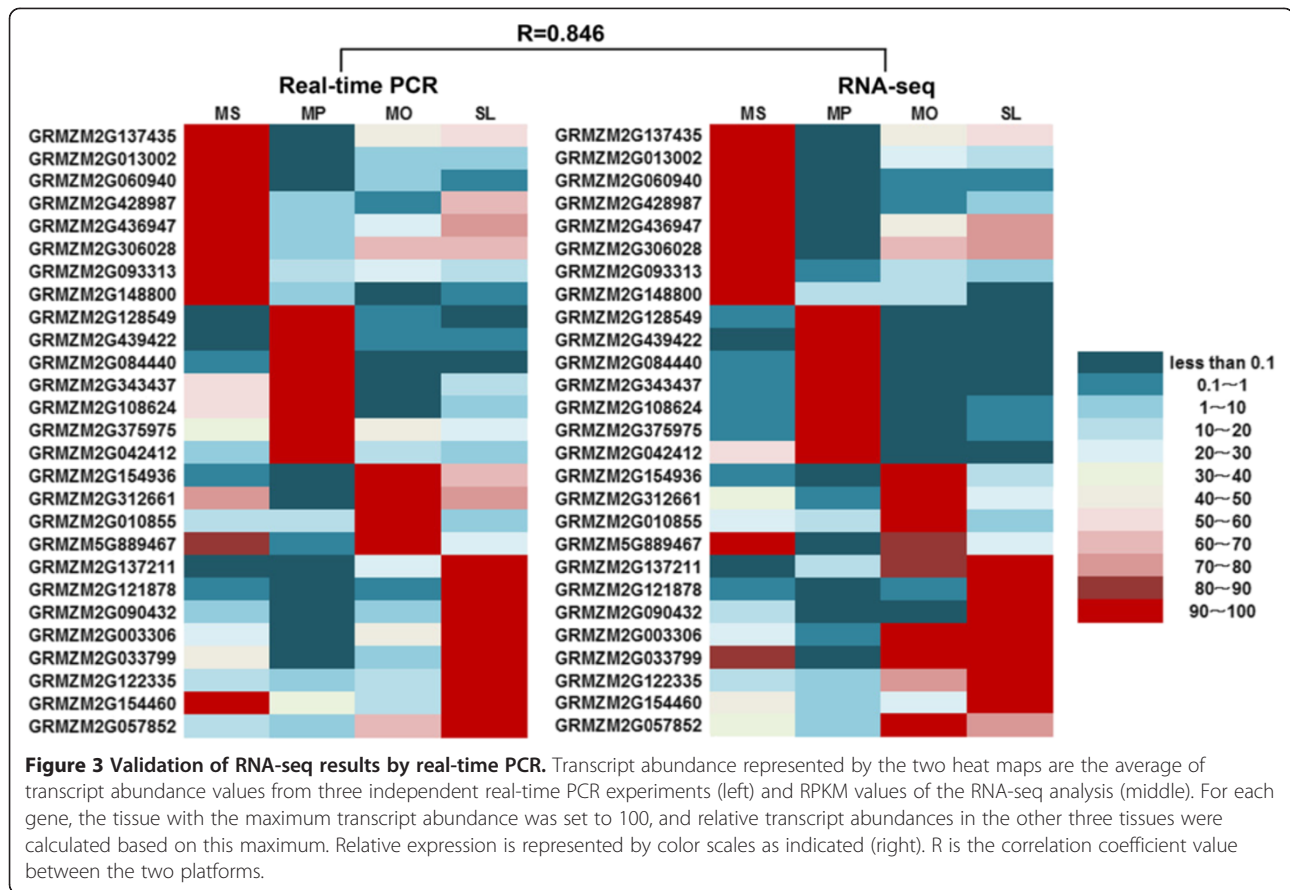 R=0.846
Real-time PCR
RNA-seq
MS MP MO SL
MS MP MO SL
GRMZM2G137435
GRMZM2G013002
GRMZM2G060940
GRMZM2G428987
GRMZM2G436947
GRMZM2G306028
GRMZM2G093313
GRMZM2G148800
GRMZM2G128549
GRMZM2G439422
GRMZM2G084440
GRMZM2G343437
GRMZM2G108624
GRMZM2G375975
GRMZM2G042412
GRMZM2G154936
GRMZM2G312661
GRMZM2G010855
GRMZM5G889467
GRMZM2G137211
GRMZM2G121878
GRMZM2G090432
GRMZM2G003306
GRMZM2G033799
GRMZM2G122335
GRMZM2G154460
GRMZM2G057852
GRMZM2G137435
GRMZM2G013002
GRMZM2G060940
GRMZM2G428987
GRMZM2G436947
GRMZM2G306028
GRMZM2G093313
GRMZM2G148800
GRMZM2G128549
GRMZM2G439422
GRMZM2G084440
GRMZM2G343437
GRMZM2G108624
GRMZM2G375975
GRMZM2G042412
GRMZM2G154936
GRMZM2G312661
GRMZM2G010855
GRMZM5G889467
GRMZM2G137211
GRMZM2G121878
GRMZM2G090432
GRMZM2G003306
GRMZM2G033799
GRMZM2G122335
GRMZM2G154460
GRMZM2G057852
less than 0.1
0.1～1
1～10
10～20
20～30
30～40
40～50
50～60
60～70
70～80
80～90
90～100
Figure 3 Validation of RNA-seq results by real-time PCR. Transcript abundance represented by the two heat maps are the average of
transcript abundance values from three independent real-time PCR experiments (left) and RPKM values of the RNA-seq analysis (middle). For each
gene, the tissue with the maximum transcript abundance was set to 100, and relative transcript abundances in the other three tissues were
calculated based on this maximum. Relative expression is represented by color scales as indicated (right). R is the correlation coefficient value
between the two platforms.